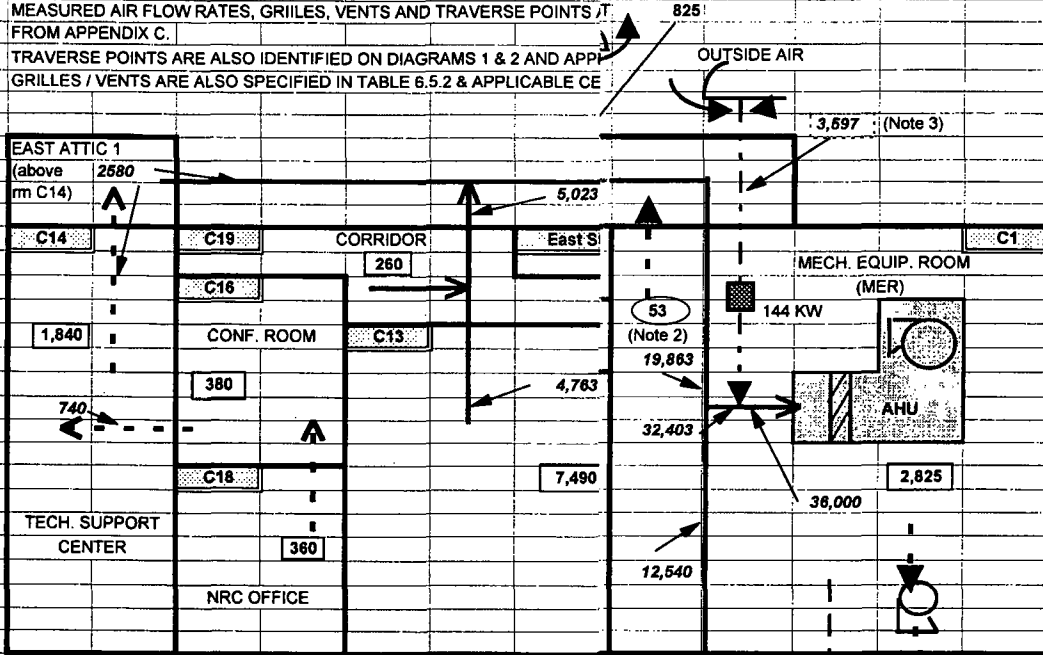 MEASURED AIR FLOW RATES, GRIILES, VENTS AND TRAVERSE POINTS AT
FROM APPENDIX C.
TRAVERSE POINTS ARE ALSO IDENTIFIED ON DIAGRAMS 1 & 2 AND APP
GRILLES / VENTS ARE ALSO SPECIFIED IN TABLE 6.5.2 & APPLICABLE CE
825
OUTSIDE AIR
3,597 (Note 3)
EAST ATTIC 1
(above 2580
rm C14)
5,023
C14
C19
CORRIDOR
East S
C1
260
MECH. EQUIP. ROOM
(MER)
C16
53
144 KW
(Note 2)
1,840
CONF. ROOM
C13
19,863
380
4,763
740
32,403
AHU
C18
7,490
2,825
36,000
TECH. SUPPORT
CENTER
360
12,540
NRC OFFICE